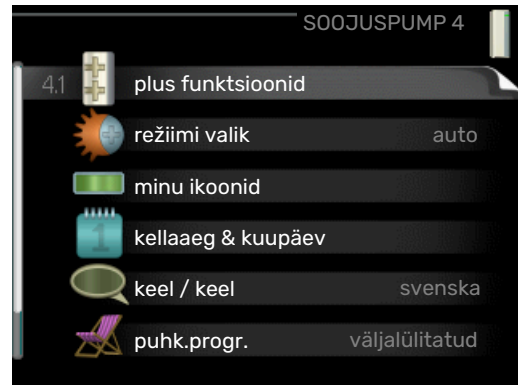 SOOJUSPUMP 4
4.1 plus funktsioonid
režiimi valik auto
minu ikoonid
1
kellaaeg & kuupäev
keel / keel svenska
puhk.progr. väljalülitatud